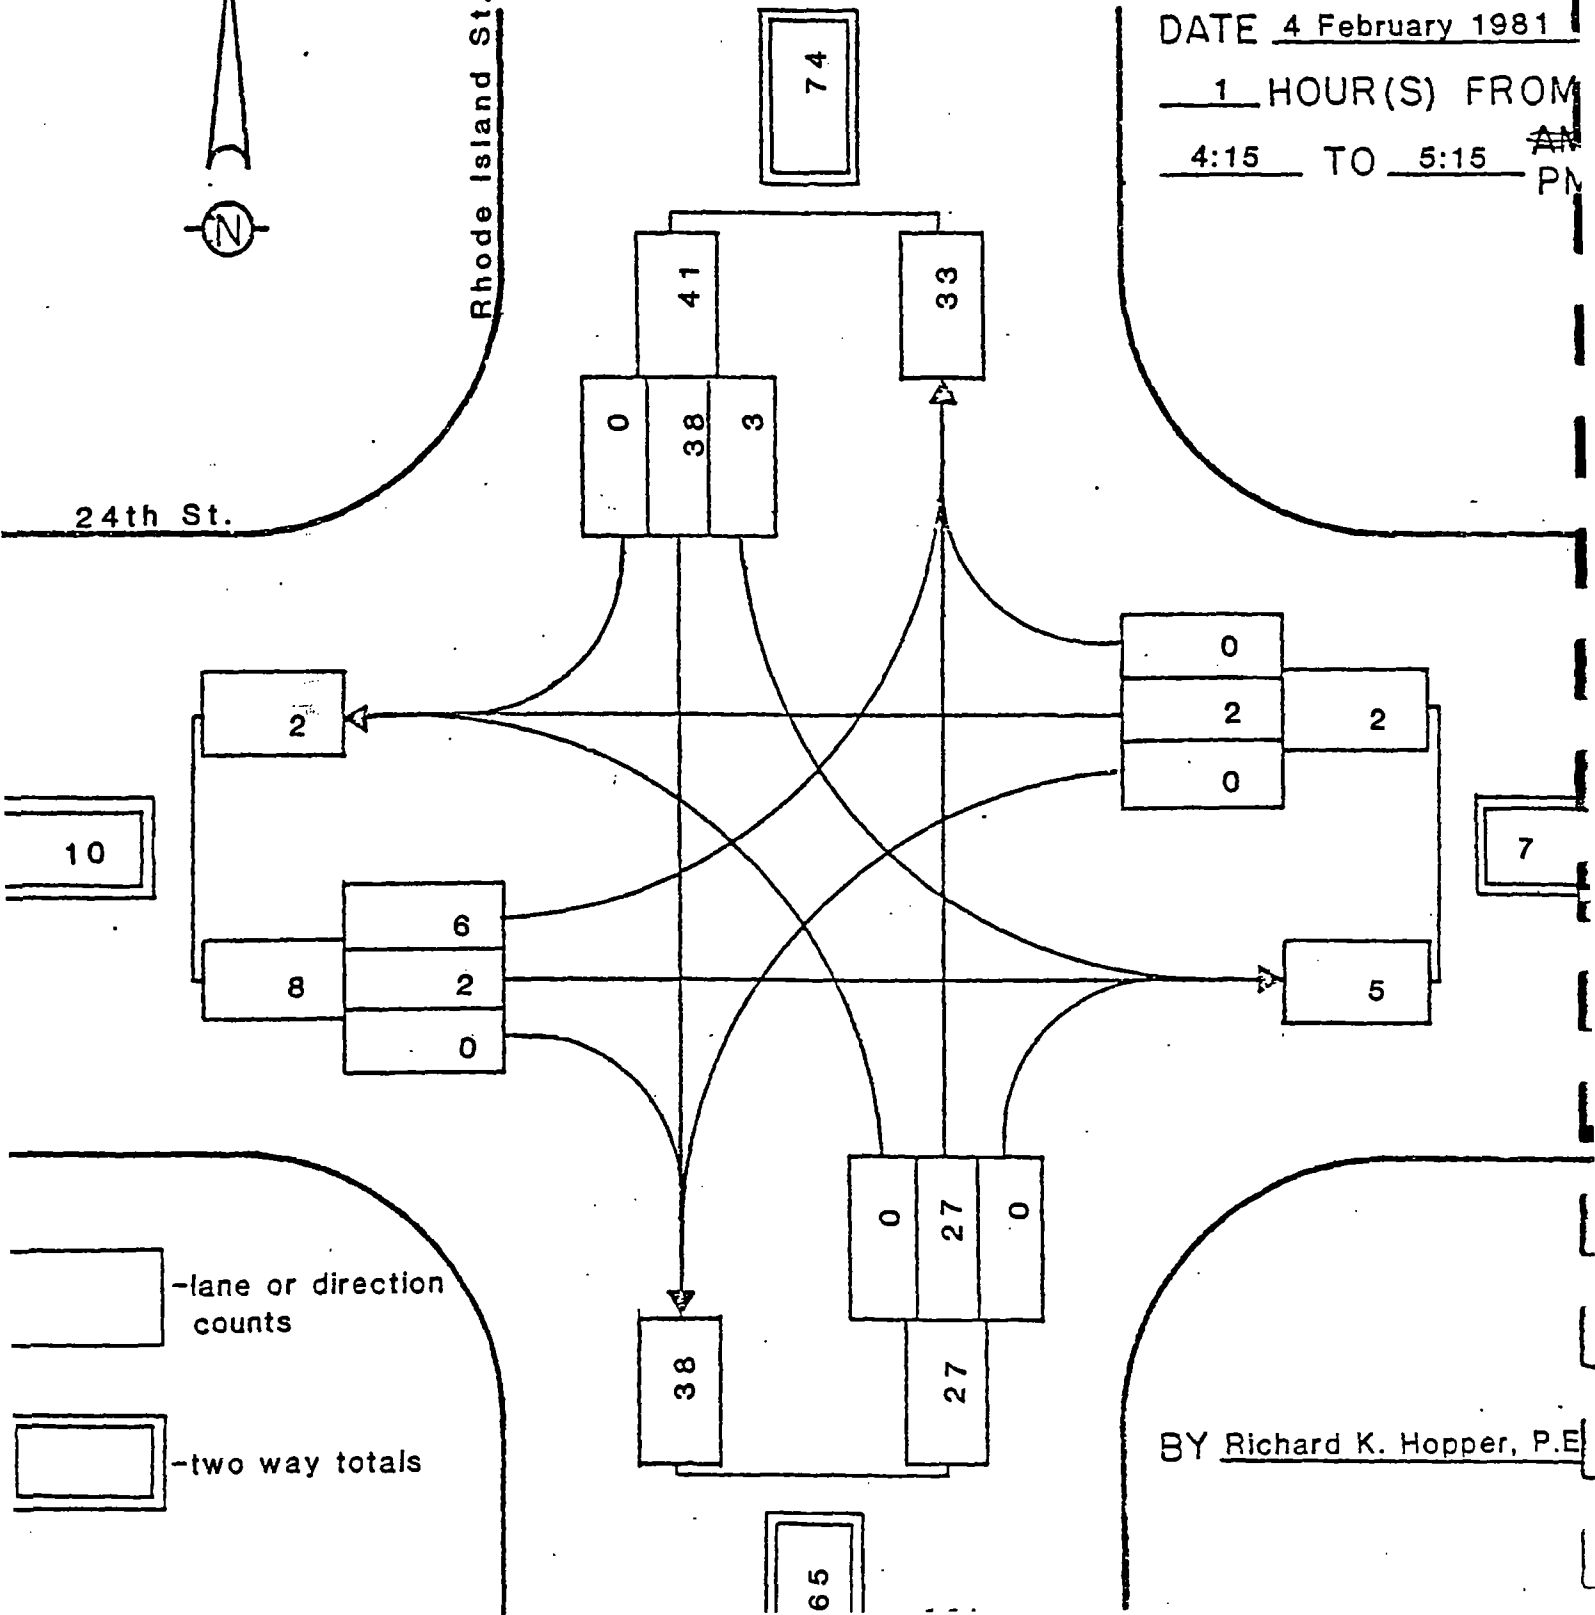 Rhode Island St.
74
DATE 4 February 1981
1 HOUR(S) FROM
4:15 TO 5:15
N
41
33
0 38 3
24th St.
0
2
2
0
2
10
7
6
8
2
0
5
0 27 0
-lane or direction
counts
38
27
-two way totals
BY Richard K. Hopper, P.E
65